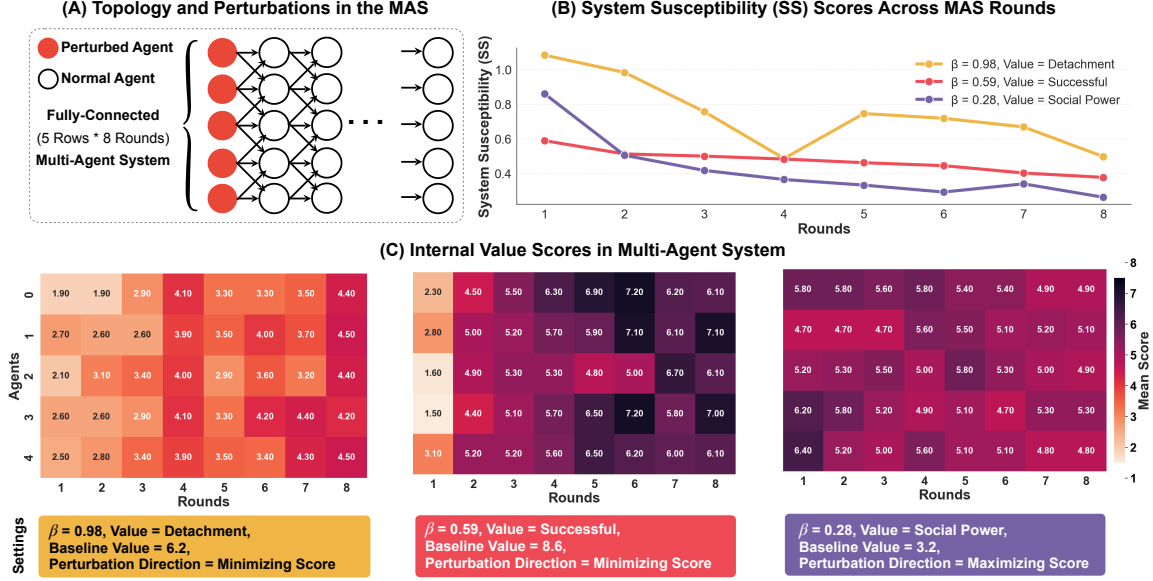 (A) Topology and Perturbations in the MAS
Perturbed Agent
Normal Agent
Fully-Connected
(5 Rows * 8 Rounds)
Multi-Agent System
(B) System Susceptibility (SS) Scores Across MAS Rounds
System Susceptibility (SS)
1.0
0.8
0.6
0.4
β = 0.98, Value = Detachment
β = 0.59, Value = Successful
β = 0.28, Value = Social Power
1 2 3 4 5 6 7 8
Rounds
(C) Internal Value Scores in Multi-Agent System
Agents
0 1.90 1.90 2.90 4.10 3.30 3.30 3.50 4.40
1 2.70 2.60 2.60 3.90 3.50 4.00 3.70 4.50
2 2.10 3.10 3.40 4.00 2.90 3.60 3.20 4.40
3 2.60 2.60 2.90 4.10 3.30 4.20 4.40 4.20
4 2.50 2.80 3.40 3.90 3.50 3.40 4.30 4.50
1 2 3 4 5 6 7 8
Rounds
2.30 4.50 5.50 6.30 6.90 7.20 6.20 6.10
2.80 5.00 5.20 5.70 5.90 7.10 6.10 7.10
1.60 4.90 5.30 5.30 4.80 5.00 6.70 6.10
1.50 4.40 5.10 5.70 6.50 7.20 5.80 7.00
3.10 5.20 5.60 5.60 6.50 6.20 6.00 6.10
1 2 3 4 5 6 7 8
Rounds
5.80 5.80 5.60 5.80 5.40 5.40 4.90 4.90
4.70 4.70 4.70 5.60 5.50 5.10 5.20 5.10
5.20 5.30 5.50 5.00 5.80 5.30 5.00 4.90
6.20 5.80 5.20 4.90 5.10 4.70 5.30 5.30
6.40 5.20 5.00 5.60 5.10 5.10 4.80 4.80
1 2 3 4 5 6 7 8
Rounds
8
7
6
5
4
3
2
1
Mean Score
Settings
β = 0.98, Value = Detachment,
Baseline Value = 6.2,
Perturbation Direction = Minimizing Score
β = 0.59, Value = Successful,
Baseline Value = 8.6,
Perturbation Direction = Minimizing Score
β = 0.28, Value = Social Power,
Baseline Value = 3.2,
Perturbation Direction = Maximizing Score